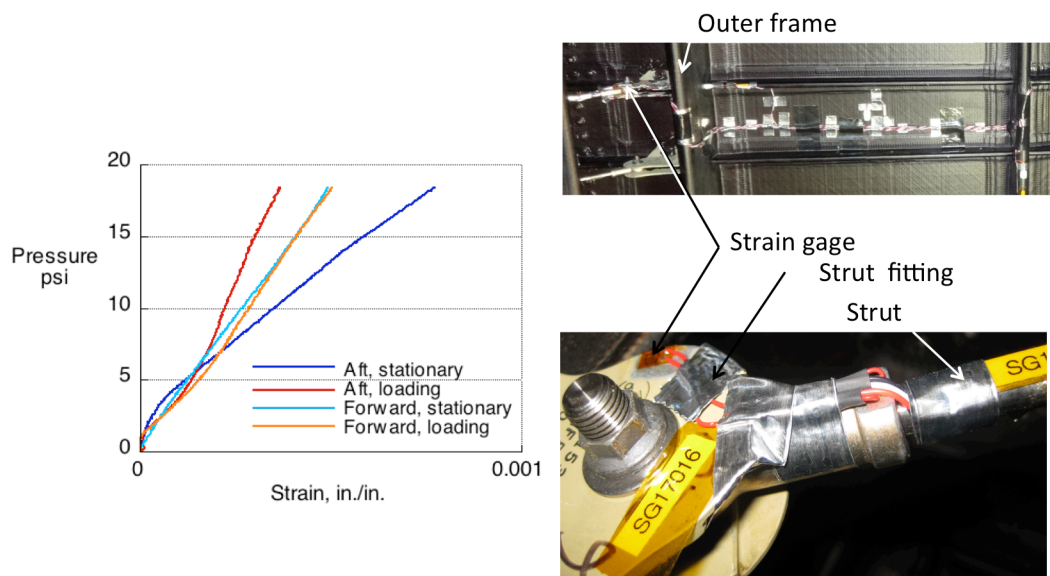 Outer frame
20
15
Pressure
psi
10
5
0
Aft, stationary
Aft, loading
Forward, stationary
Forward, loading
0
0.001
Strain, in./in.
Strain gage
Strut fitting
Strut
SG17016
SG1